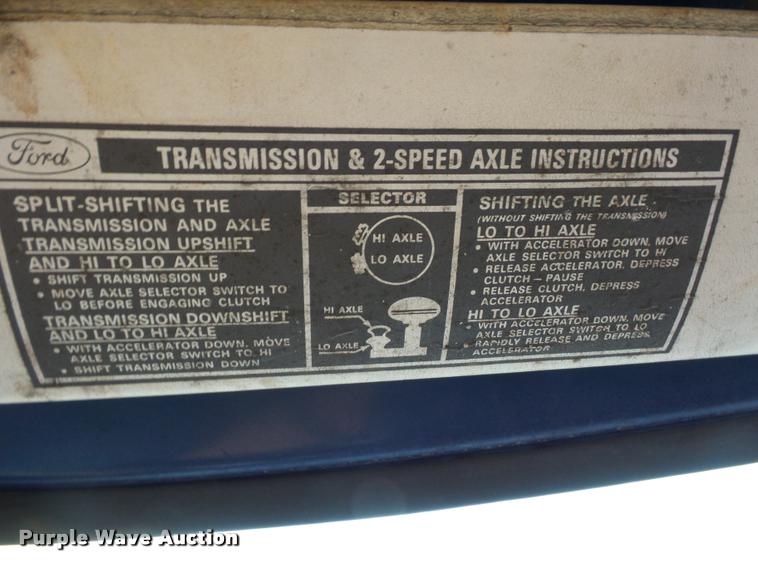 Ford
TRANSMISSION & 2-SPEED AXLE INSTRUCTIONS
SPLIT-SHIFTING THE
TRANSMISSION AND AXLE
TRANSMISSION UPSHIFT
AND HI TO LO AXLE
• SHIFT TRANSMISSION UP
• MOVE AXLE SELECTOR SWITCH TO
LO BEFORE ENGAGING CLUTCH
TRANSMISSION DOWNSHIFT
AND LO TO HI AXLE
• WITH ACCELERATOR DOWN, MOVE
AXLE SELECTOR SWITCH TO HI
• SHIFT TRANSMISSION DOWN
SELECTOR
HI AXLE
LO AXLE
HI AXLE
LO AXLE
SHIFTING THE AXLE
(WITHOUT SHIFTING THE TRANSMISSION)
LO TO HI AXLE
• WITH ACCELERATOR DOWN, MOVE
AXLE SELECTOR SWITCH TO HI
• RELEASE ACCELERATOR, DEPRESS
CLUTCH — PAUSE
• RELEASE CLUTCH, DEPRESS
ACCELERATOR
HI TO LO AXLE
• WITH ACCELERATOR DOWN, MOVE
AXLE SELECTOR SWITCH TO LO
• RAPIDLY RELEASE AND DEPRESS
ACCELERATOR
Purple Wave Auction